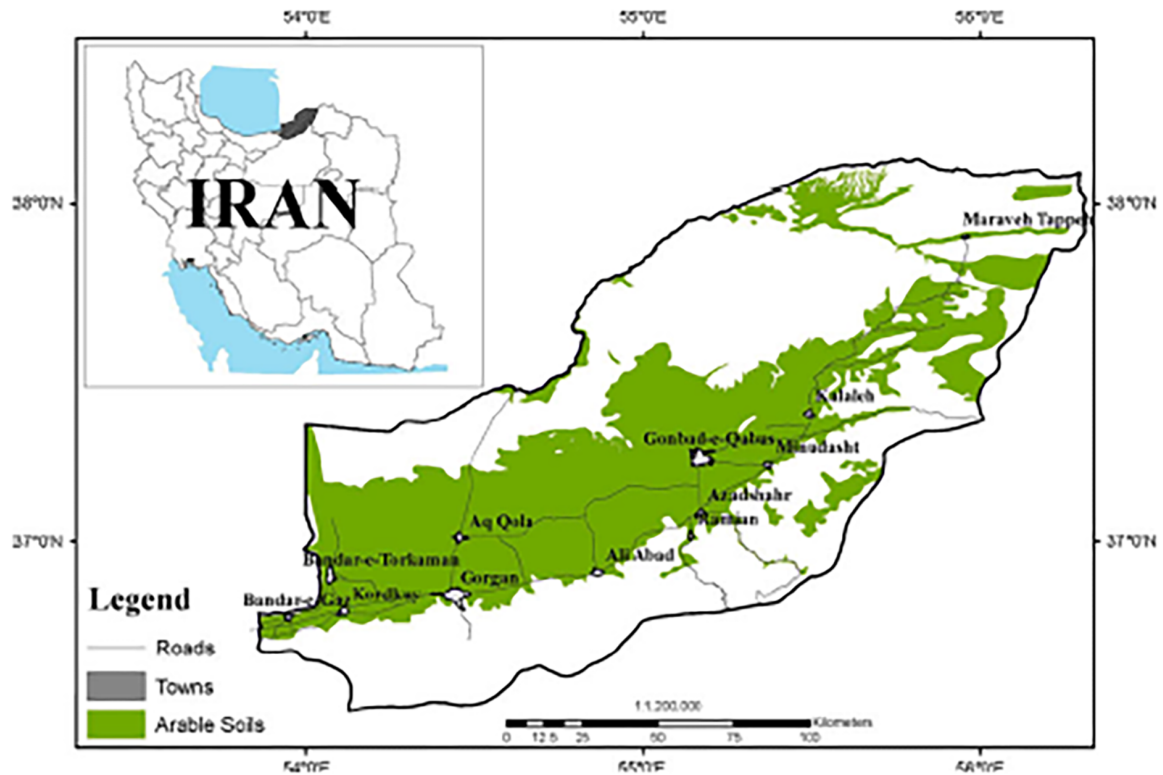 54°0'E 55°0'E 56°0'E
IRAN
38°0'N 38°0'N
Maraveh Tappeh
Kalaleh
Gonbad-e-Qabus
Minudasht
Azadshahr
Ramian
Aq Qola
37°0'N 37°0'N
Bandar-e-Torkaman
Ali Abad
Gorgan
Legend
Bandar-e-Gaz Kordkuy
Roads
Towns
Arable Soils
1:1,200,000
Kilometers
0 12.5 25 50 75 100
54°0'E 55°0'E 56°0'E